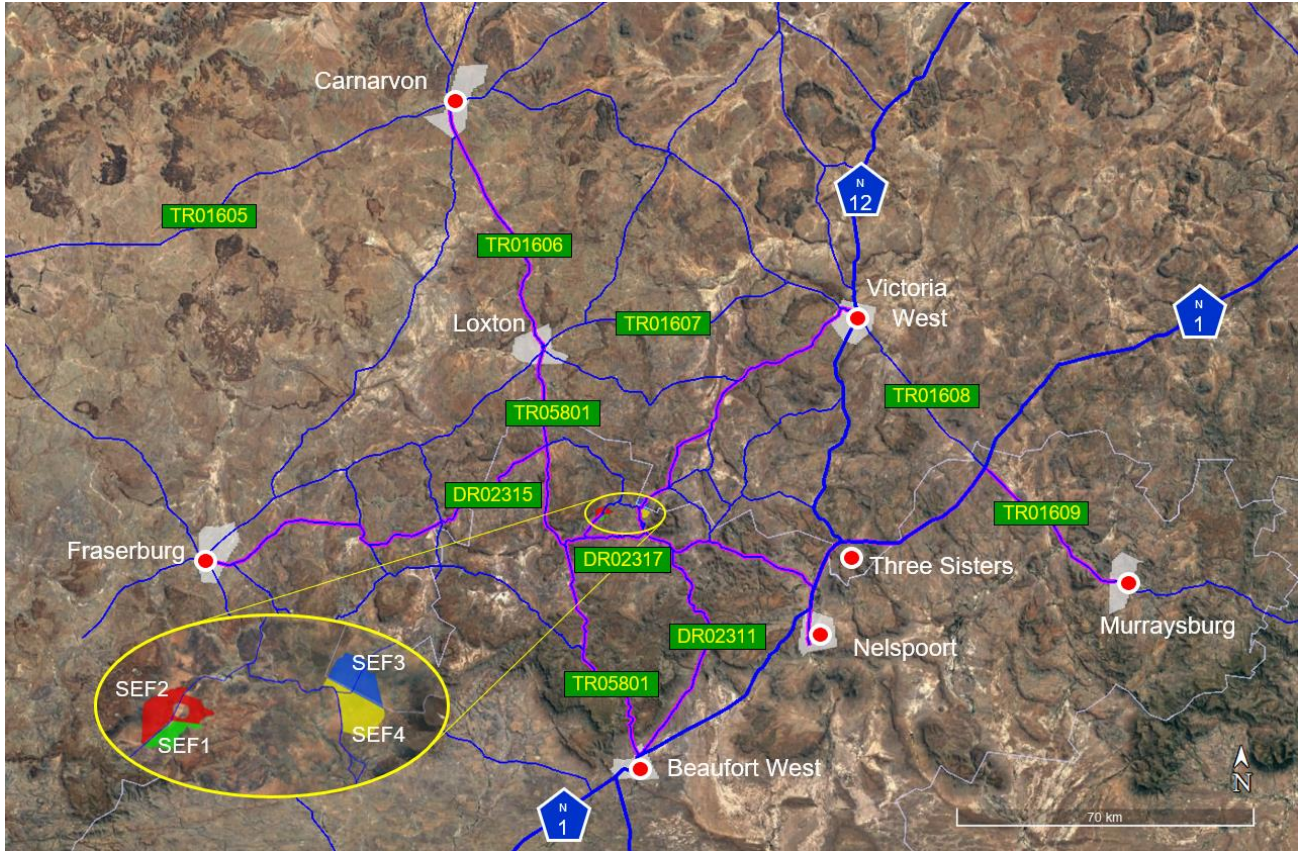 Carnarvon
N
12
TR01605
TR01606
Victoria
West
N
1
Loxton
TR01607
TR01608
TR05801
DR02315
TR01609
Fraserburg
DR02317
Three Sisters
Murraysburg
DR02311
Nelspoort
SEF3
SEF2
TR05801
SEF4
SEF1
Beaufort West
N
N
1
70 km